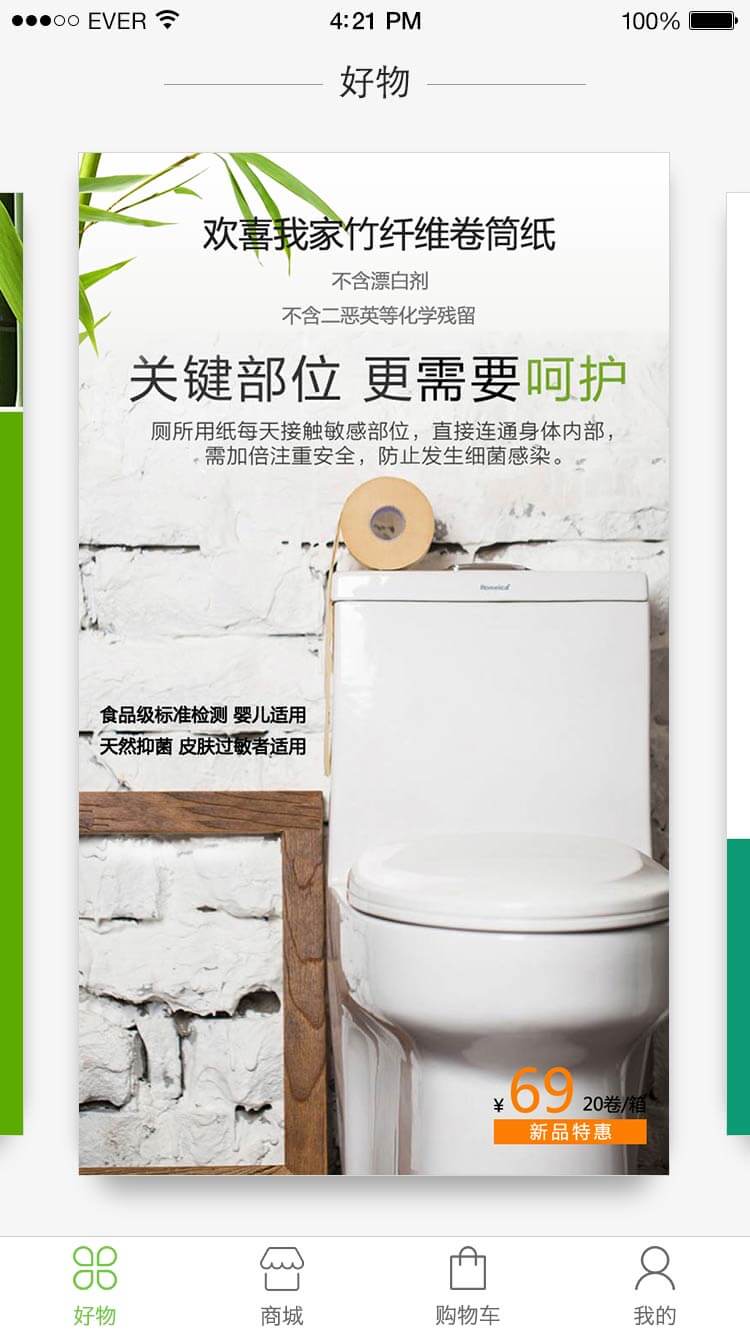 ●●●○○ EVER 4:21 PM 100%
好物
欢喜我家竹纤维卷筒纸
不含漂白剂
不含二恶英等化学残留
关键部位 更需要呵护
厕所用纸每天接触敏感部位，直接连通身体内部，
需加倍注重安全，防止发生细菌感染。
食品级标准检测 婴儿适用
天然抑菌 皮肤过敏者适用
¥ 69 20卷/箱
新品特惠
好物 商城 购物车 我的